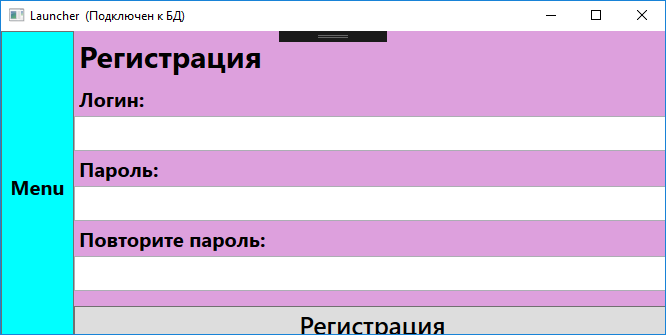 Launcher (Подключен к БД)
Регистрация
Логин:
Пароль:
Menu
Повторите пароль:
Регистрация